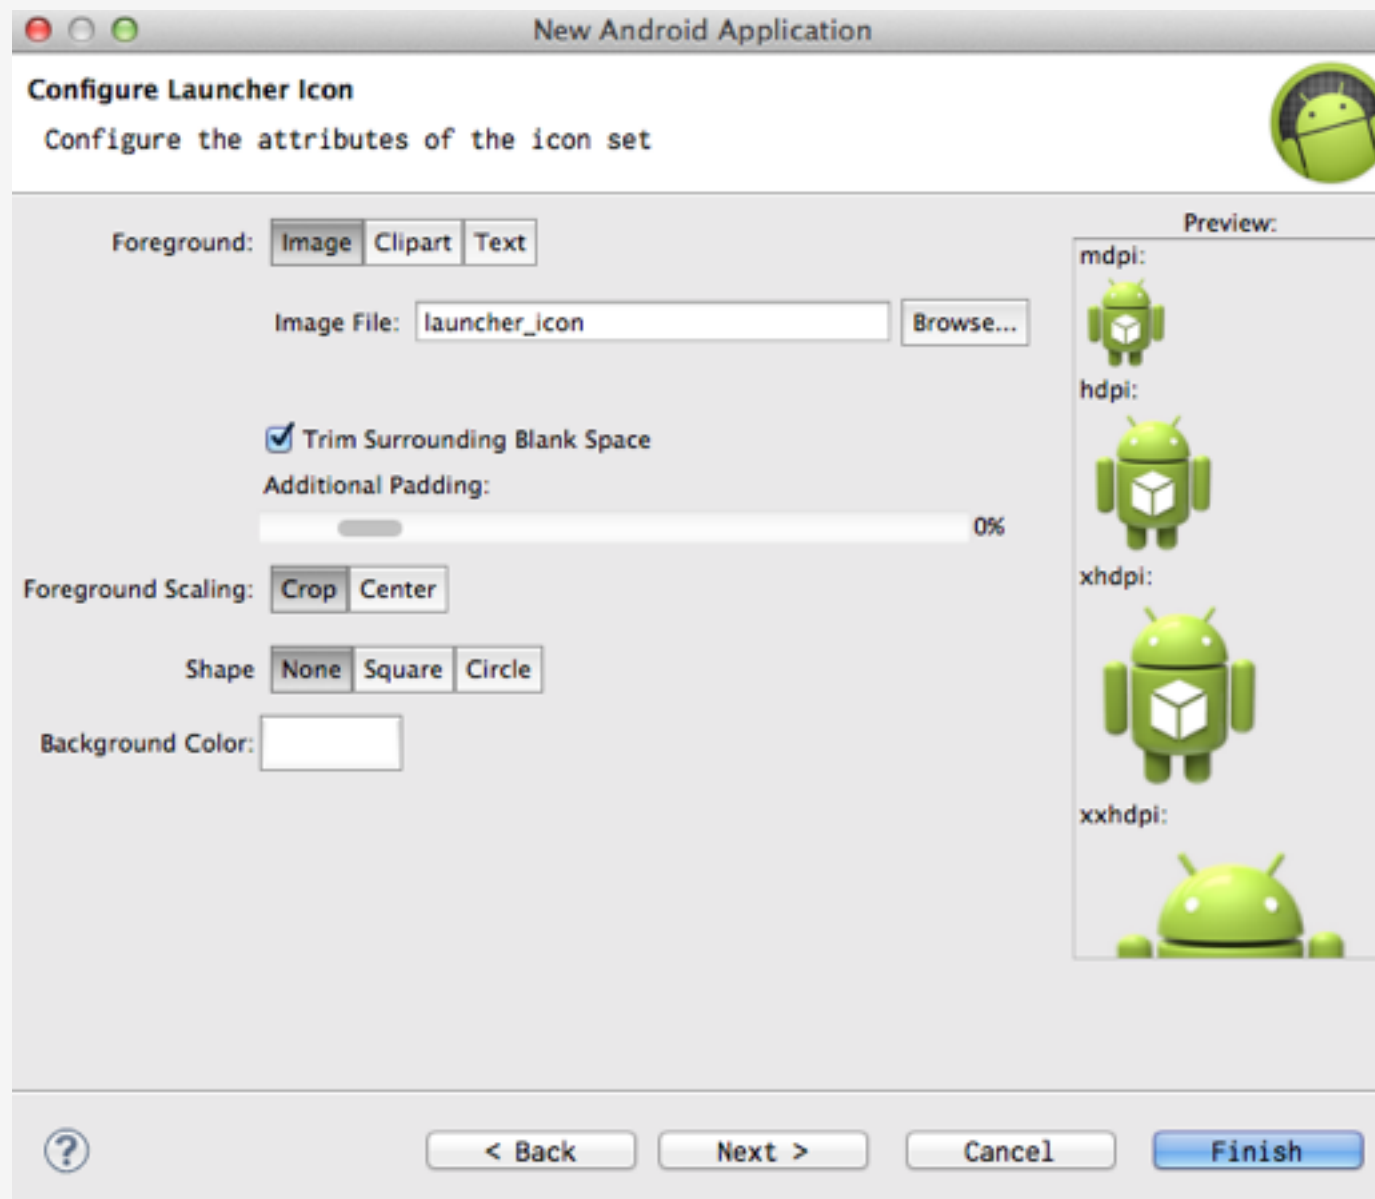 New Android Application
Configure Launcher Icon
Configure the attributes of the icon set
Foreground: Image Clipart Text
Image File: launcher_icon Browse...
Trim Surrounding Blank Space
Additional Padding:
0%
Foreground Scaling: Crop Center
Shape None Square Circle
Background Color:
Preview:
mdpi:
hdpi:
xhdpi:
xxhdpi:
? < Back Next > Cancel Finish